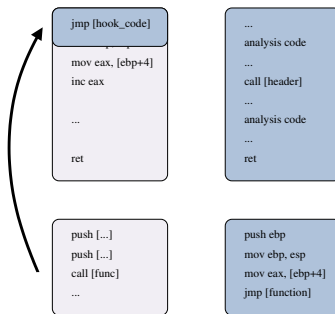 jmp [hook_code]
mov eax, [ebp+4]
inc eax
...
ret
...
analysis code
...
call [header]
...
analysis code
...
ret
push [...]
push [...]
call [func]
...
push ebp
mov ebp, esp
mov eax, [ebp+4]
jmp [function]